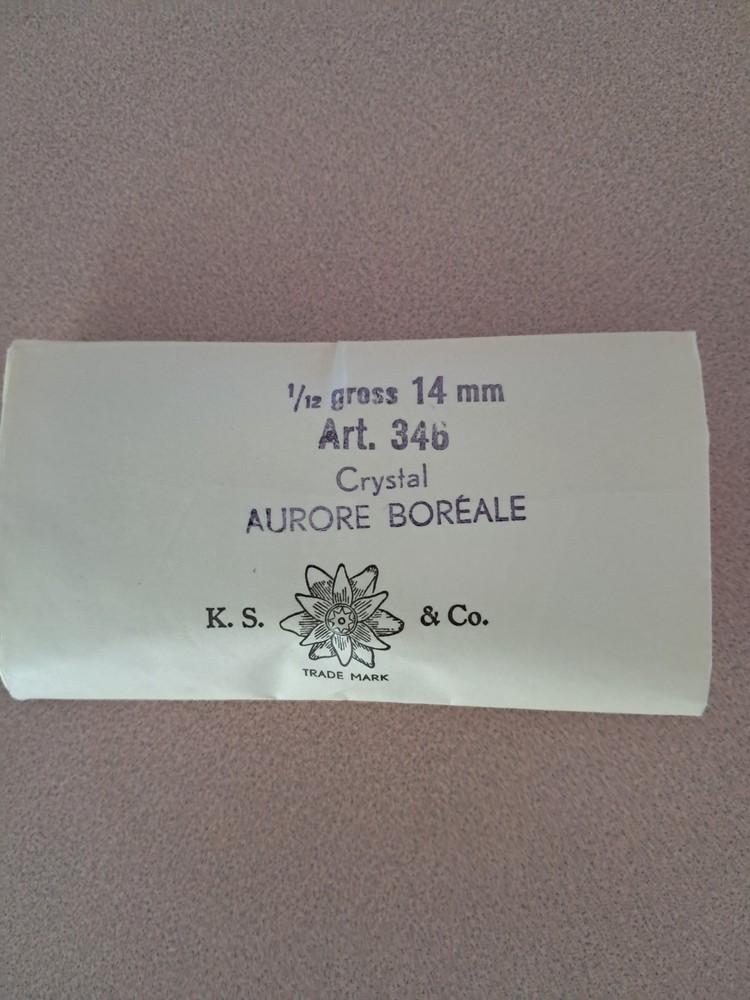 1/12 gross 14 mm
Art. 346
Crystal
AURORE BORÉALE
K. S. & Co.
TRADE MARK